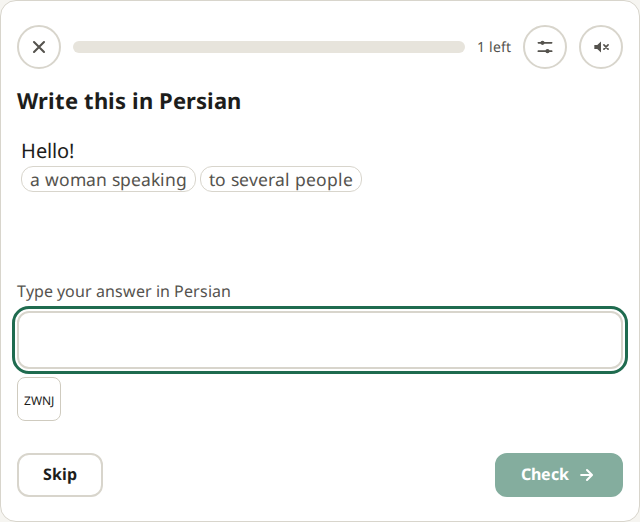 1 left
Write this in Persian
Hello!
a woman speaking to several people
Type your answer in Persian
ZWNJ
Skip Check